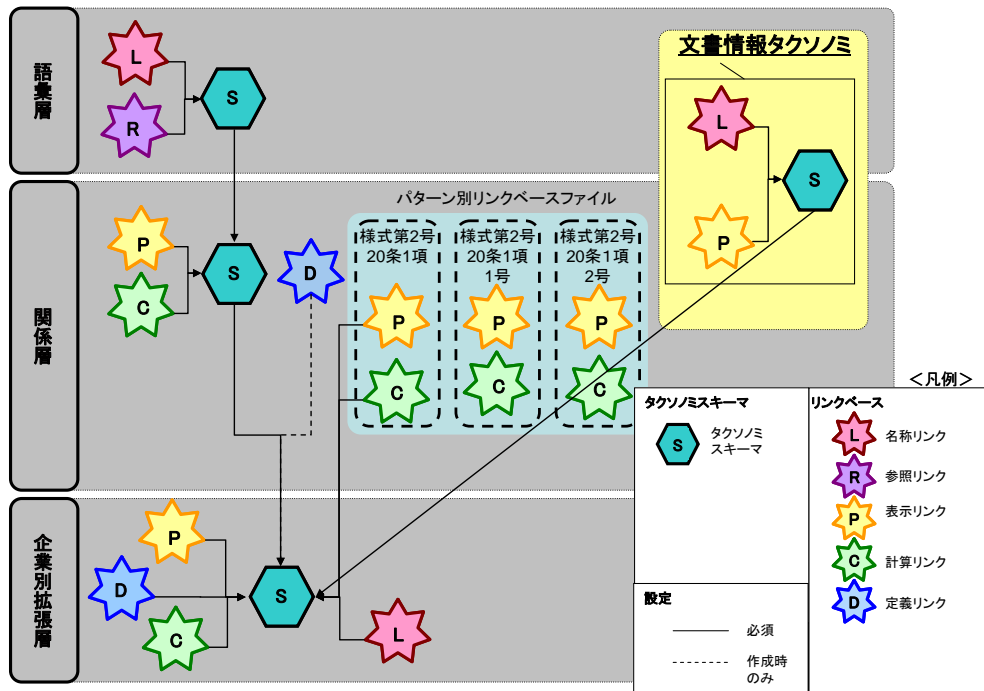 語彙層
L
R
S
文書情報タクソノミ
L
P
S
関係層
P
C
S
D
パターン別リンクベースファイル
様式第2号
20条1項
P
C
様式第2号
20条1項
1号
P
C
様式第2号
20条1項
2号
P
C
企業別拡張層
P
D
C
S
L
＜凡例＞
タクソノミスキーマ
S
タクソノミ
スキーマ
リンクベース
L
名称リンク
R
参照リンク
P
表示リンク
C
計算リンク
D
定義リンク
設定
必須
作成時
のみ